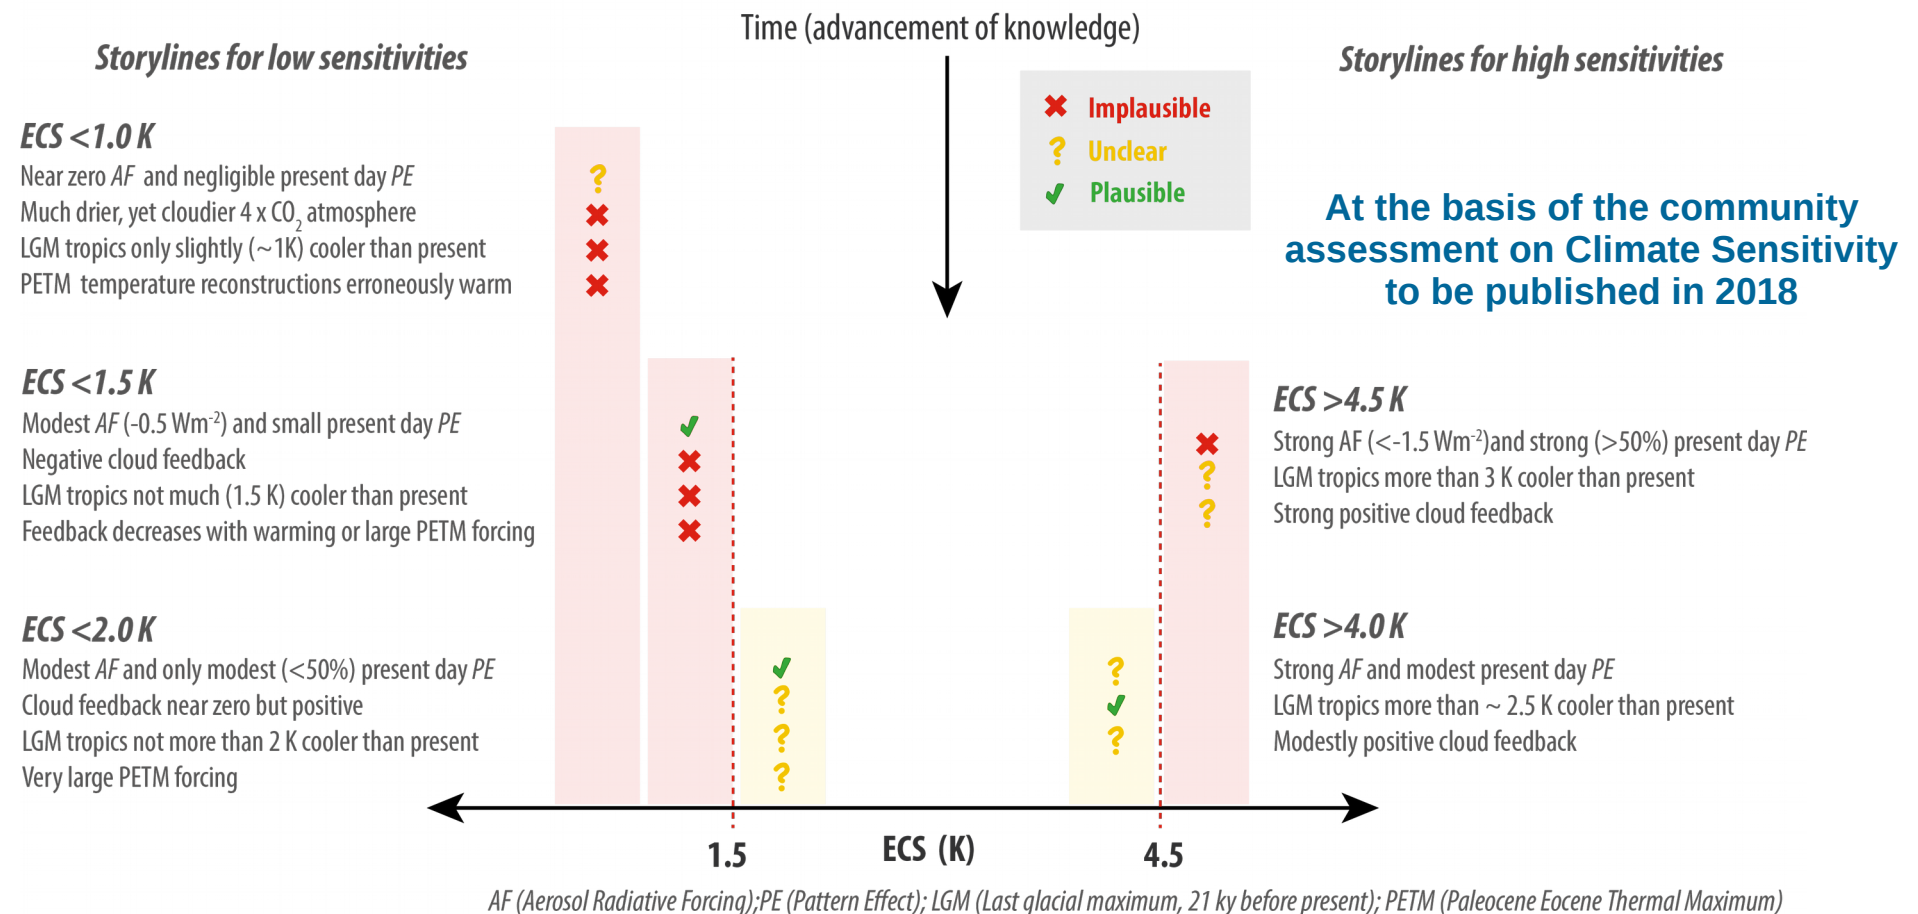 Time (advancement of knowledge)
Storylines for low sensitivities
Storylines for high sensitivities
Implausible
Unclear
Plausible
At the basis of the community
assessment on Climate Sensitivity
to be published in 2018
ECS <1.0 K
Near zero AF and negligible present day PE
Much drier, yet cloudier 4 x CO₂ atmosphere
LGM tropics only slightly (~1K) cooler than present
PETM temperature reconstructions erroneously warm
ECS <1.5 K
Modest AF (-0.5 Wm⁻²) and small present day PE
Negative cloud feedback
LGM tropics not much (1.5 K) cooler than present
Feedback decreases with warming or large PETM forcing
ECS <2.0 K
Modest AF and only modest (<50%) present day PE
Cloud feedback near zero but positive
LGM tropics not more than 2 K cooler than present
Very large PETM forcing
ECS >4.5 K
Strong AF (<-1.5 Wm⁻²)and strong (>50%) present day PE
LGM tropics more than 3 K cooler than present
Strong positive cloud feedback
ECS >4.0 K
Strong AF and modest present day PE
LGM tropics more than ~ 2.5 K cooler than present
Modestly positive cloud feedback
1.5
ECS (K)
4.5
AF (Aerosol Radiative Forcing);PE (Pattern Effect); LGM (Last glacial maximum, 21 ky before present); PETM (Paleocene Eocene Thermal Maximum)